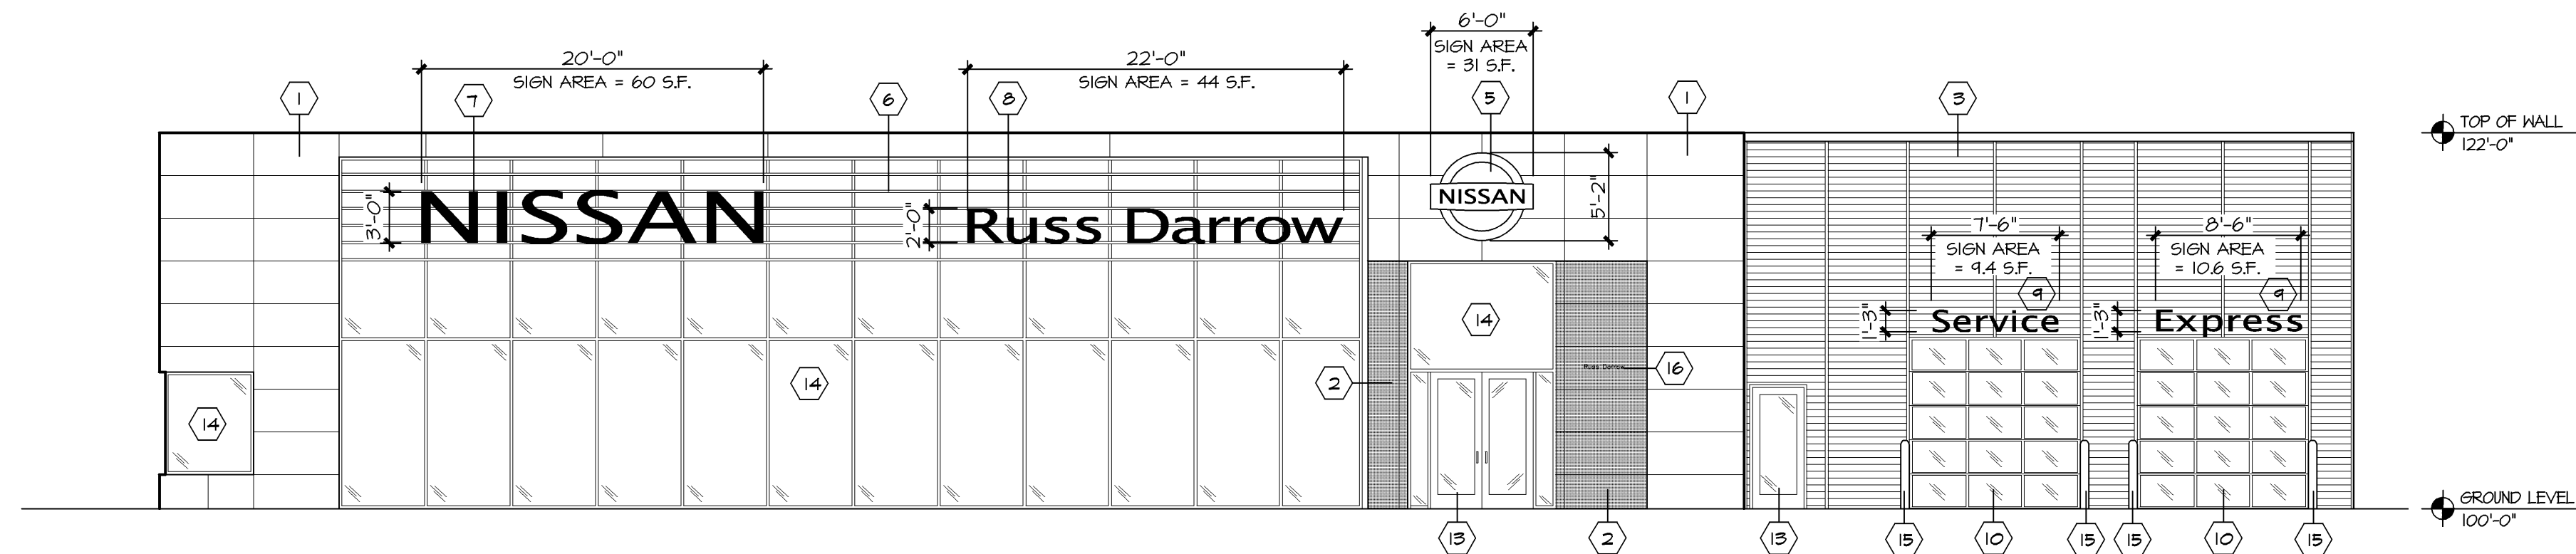 20'-0"
SIGN AREA = 60 S.F.
22'-0"
SIGN AREA = 44 S.F.
6'-0"
SIGN AREA
= 31 S.F.
1
7
6
8
5
1
3
TOP OF WALL
122'-0"
3'-0"
NISSAN
2'-0"
Russ Darrow
NISSAN
5'-2"
7'-6"
SIGN AREA
= 9.4 S.F.
9
8'-6"
SIGN AREA
= 10.6 S.F.
9
1'-3"
Service
1'-3"
Express
14
14
14
2
Russ Darrow
16
GROUND LEVEL
100'-0"
13
2
13
15
10
15
15
10
15